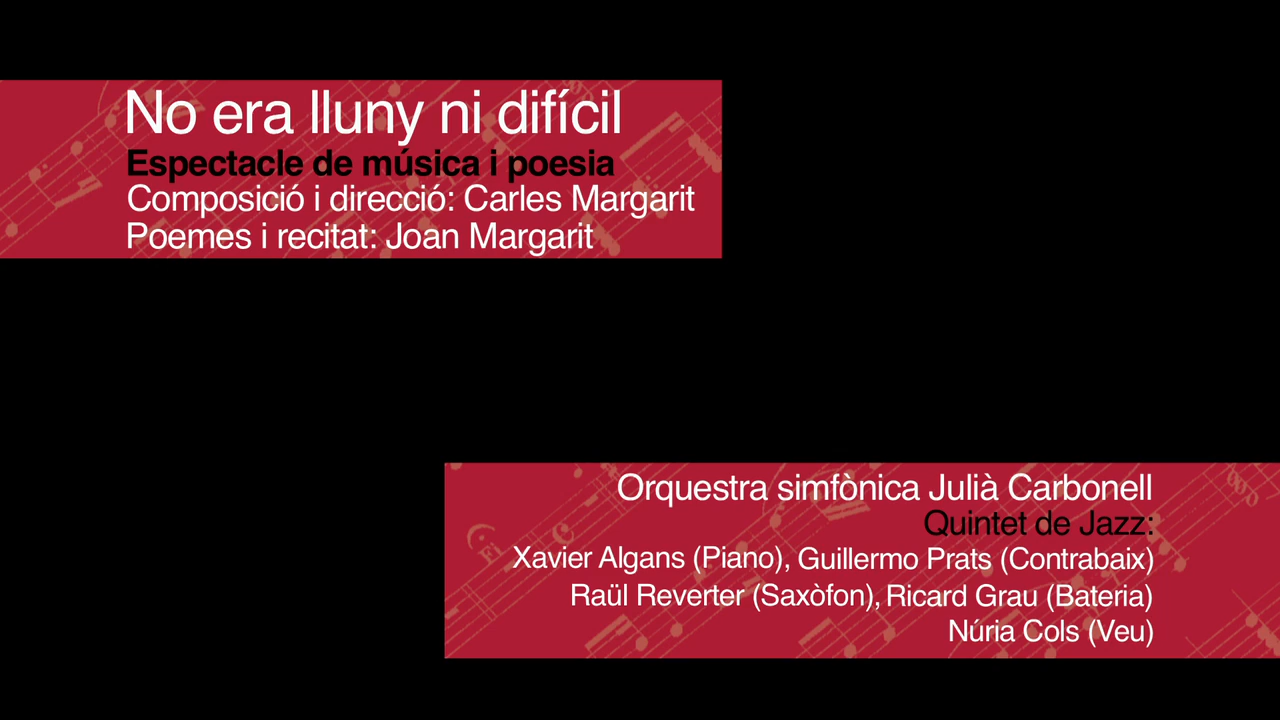 No era lluny ni difícil
Espectacle de música i poesia
Composició i direcció: Carles Margarit
Poemes i recitat: Joan Margarit
Orquestra simfònica Julià Carbonell
Quintet de Jazz:
Xavier Algans (Piano), Guillermo Prats (Contrabaix)
Raül Reverter (Saxòfon), Ricard Grau (Bateria)
Núria Cols (Veu)